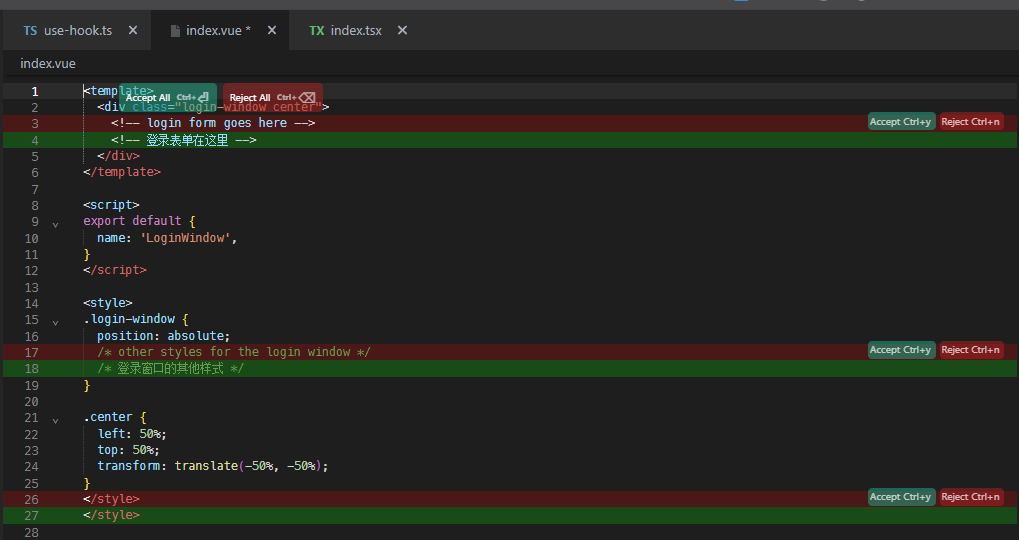 TS use-hook.ts ✕ index.vue * ✕ TX index.tsx ✕
index.vue
1 <template>
Accept All Ctrl+⏎ Reject All Ctrl+⌫
2 <div class="login-window center">
3 <!-- login form goes here --> Accept Ctrl+y Reject Ctrl+n
4 <!-- 登录表单在这里 -->
5 </div>
6 </template>
7
8 <script>
9 export default {
10 name: 'LoginWindow',
11 }
12 </script>
13
14 <style>
15 .login-window {
16 position: absolute;
17 /* other styles for the login window */ Accept Ctrl+y Reject Ctrl+n
18 /* 登录窗口的其他样式 */
19 }
20
21 .center {
22 left: 50%;
23 top: 50%;
24 transform: translate(-50%, -50%);
25 }
26 </style> Accept Ctrl+y Reject Ctrl+n
27 </style>
28